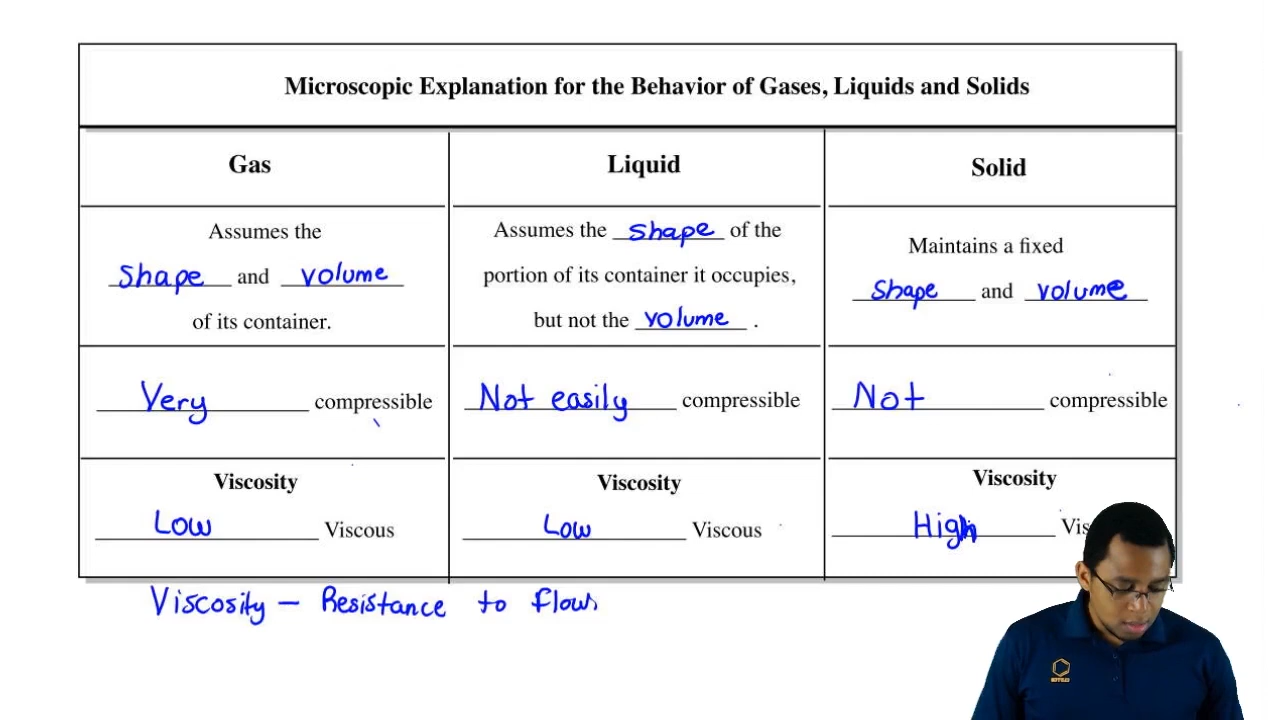 Microscopic Explanation for the Behavior of Gases, Liquids and Solids
Gas
Liquid
Solid
Assumes the
shape and volume
of its container.
Assumes the shape of the
portion of its container it occupies,
but not the volume .
Maintains a fixed
shape and volume
Very compressible
Not easily compressible
Not compressible
Viscosity
Low Viscous
Viscosity
Low Viscous
Viscosity
High
Viscosity – Resistance to flow